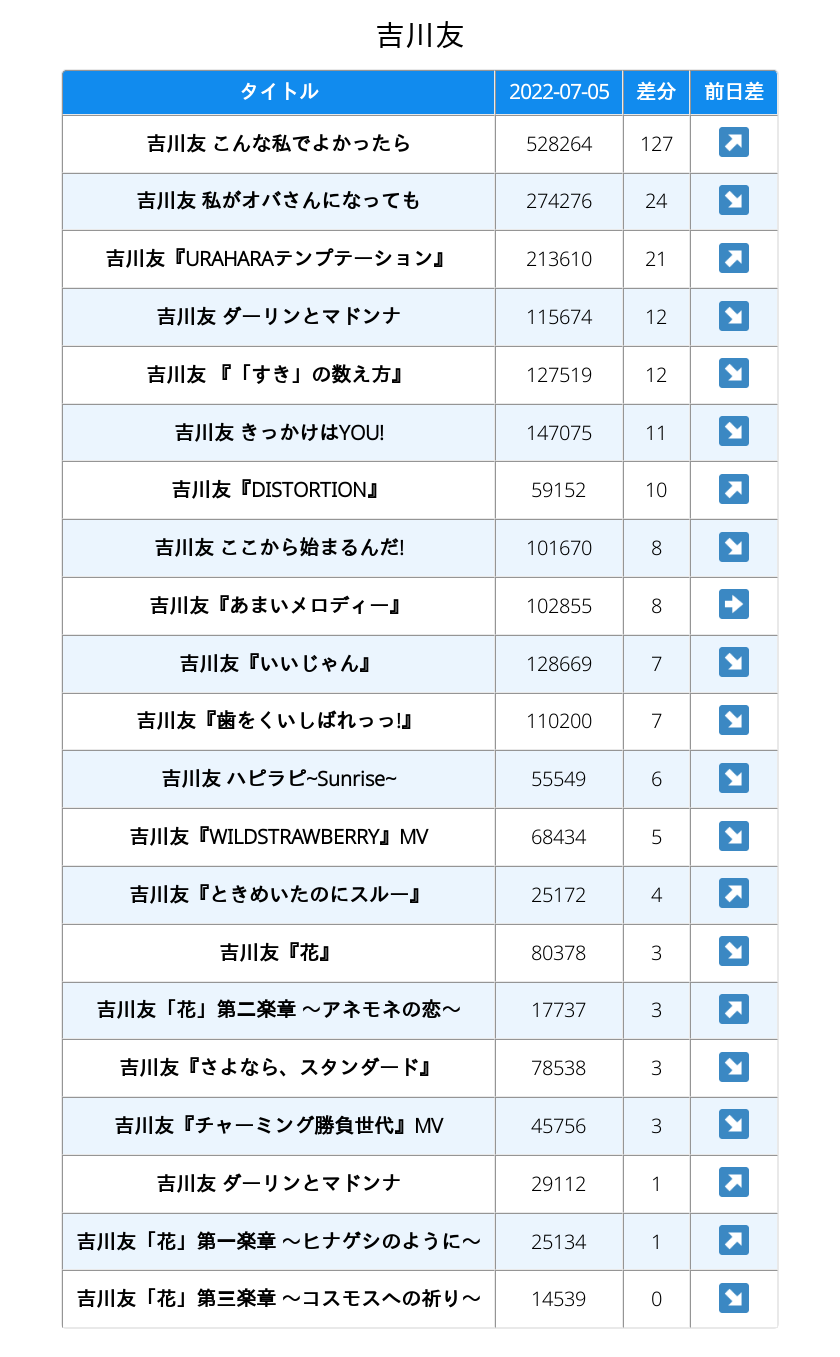 吉川友
タイトル 2022-07-05 差分 前日差
吉川友 こんな私でよかったら 528264 127 ↗
吉川友 私がオバさんになっても 274276 24 ↘
吉川友『URAHARAテンプテーション』 213610 21 ↗
吉川友 ダーリンとマドンナ 115674 12 ↘
吉川友 『「すき」の数え方』 127519 12 ↘
吉川友 きっかけはYOU! 147075 11 ↘
吉川友『DISTORTION』 59152 10 ↗
吉川友 ここから始まるんだ! 101670 8 ↘
吉川友『あまいメロディー』 102855 8 ➡
吉川友『いいじゃん』 128669 7 ↘
吉川友『歯をくいしばれっっ!』 110200 7 ↘
吉川友 ハピラピ~Sunrise~ 55549 6 ↘
吉川友『WILDSTRAWBERRY』MV 68434 5 ↘
吉川友『ときめいたのにスルー』 25172 4 ↗
吉川友『花』 80378 3 ↘
吉川友「花」第二楽章 〜アネモネの恋〜 17737 3 ↗
吉川友『さよなら、スタンダード』 78538 3 ↘
吉川友『チャーミング勝負世代』MV 45756 3 ↘
吉川友 ダーリンとマドンナ 29112 1 ↗
吉川友「花」第一楽章 〜ヒナゲシのように〜 25134 1 ↗
吉川友「花」第三楽章 〜コスモスへの祈り〜 14539 0 ↘